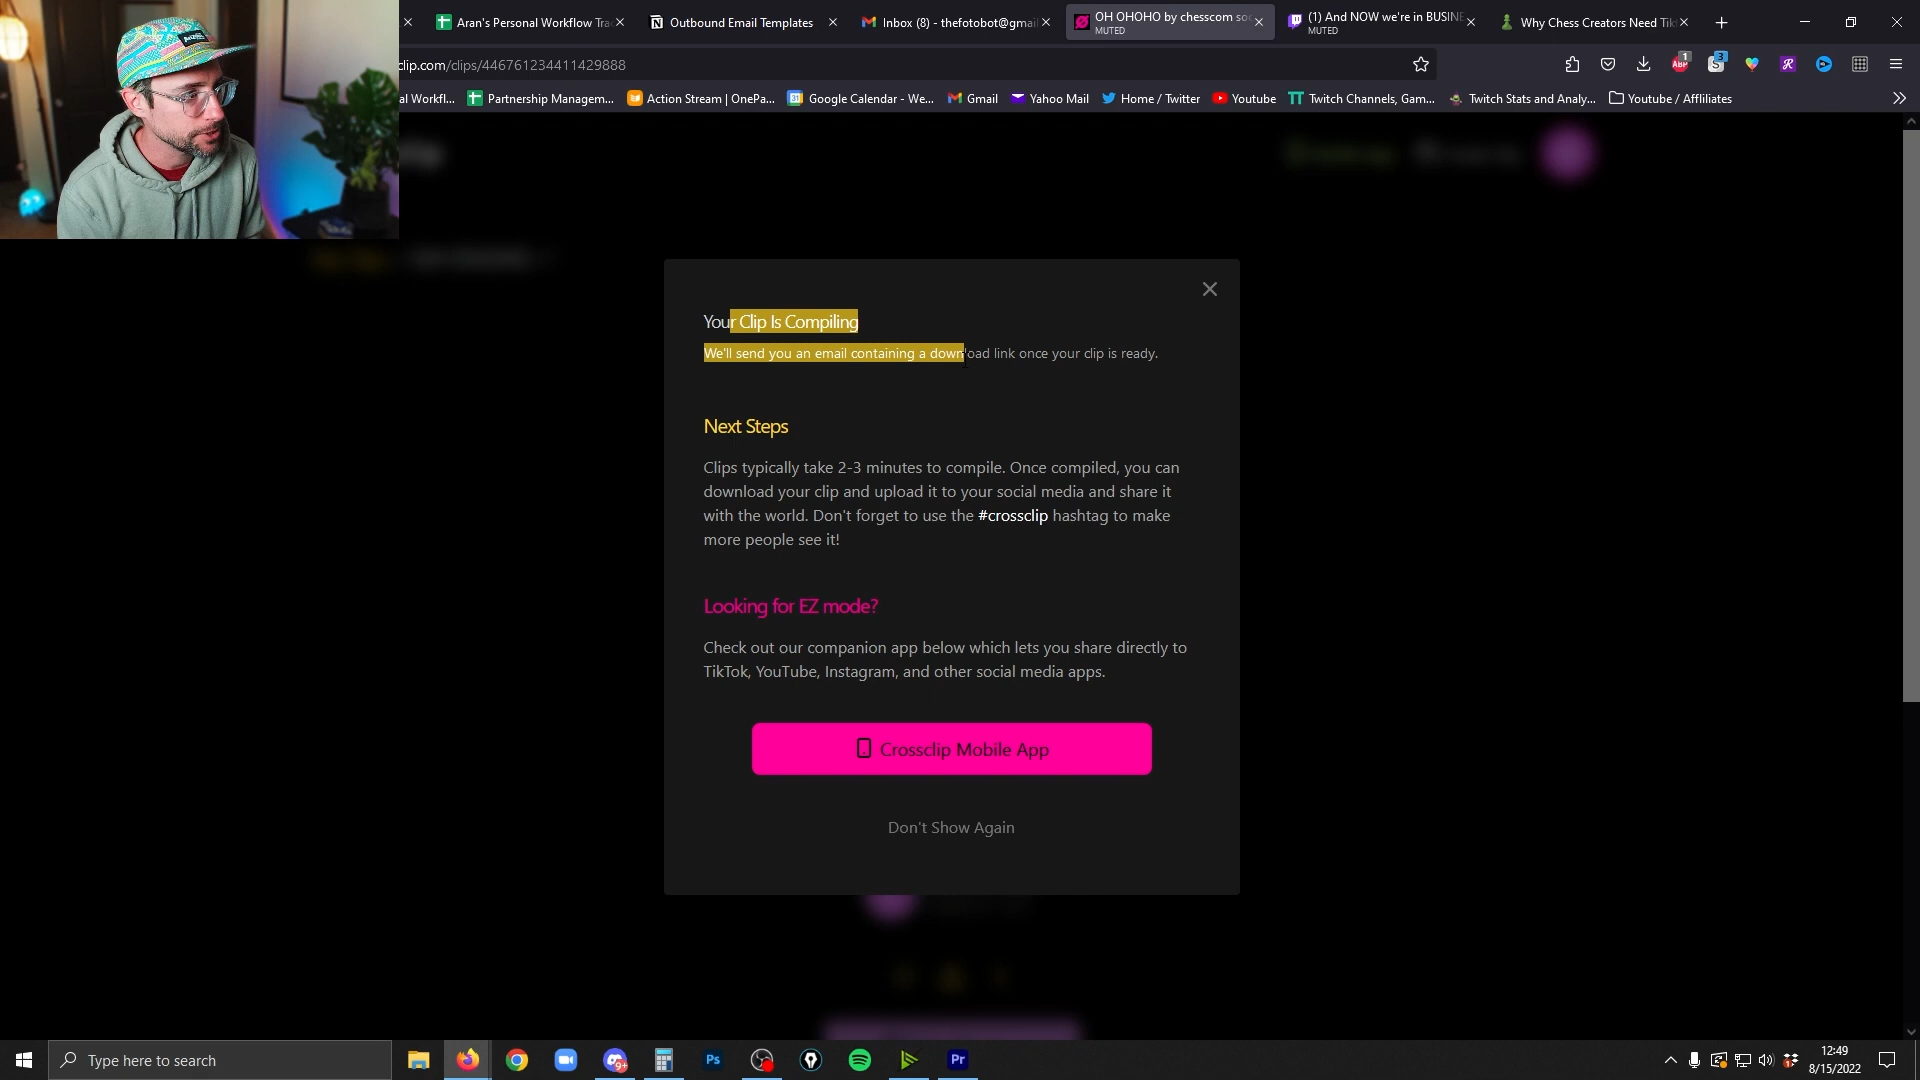 Aran's Personal Workflow Tra
Outbound Email Templates
Inbox (8) - thefotobot@gmai
OH OHOHO by chesscom so
MUTED
(1) And NOW we're in BUSINE
MUTED
Why Chess Creators Need Tik
clip.com/clips/446761234411429888
ABP
1
S
3
al Workfl...
Partnership Managem...
Action Stream | OnePa...
Google Calendar - We...
Gmail
Yahoo Mail
Home / Twitter
Youtube
Twitch Channels, Gam...
Twitch Stats and Analy...
Youtube / Affliliates
Your Clip Is Compiling
We'll send you an email containing a download link once your clip is ready.
Next Steps
Clips typically take 2-3 minutes to compile. Once compiled, you can
download your clip and upload it to your social media and share it
with the world. Don't forget to use the #crossclip hashtag to make
more people see it!
Looking for EZ mode?
Check out our companion app below which lets you share directly to
TikTok, YouTube, Instagram, and other social media apps.
Crossclip Mobile App
Don't Show Again
Type here to search
9+
Ps
Pr
12:49
8/15/2022